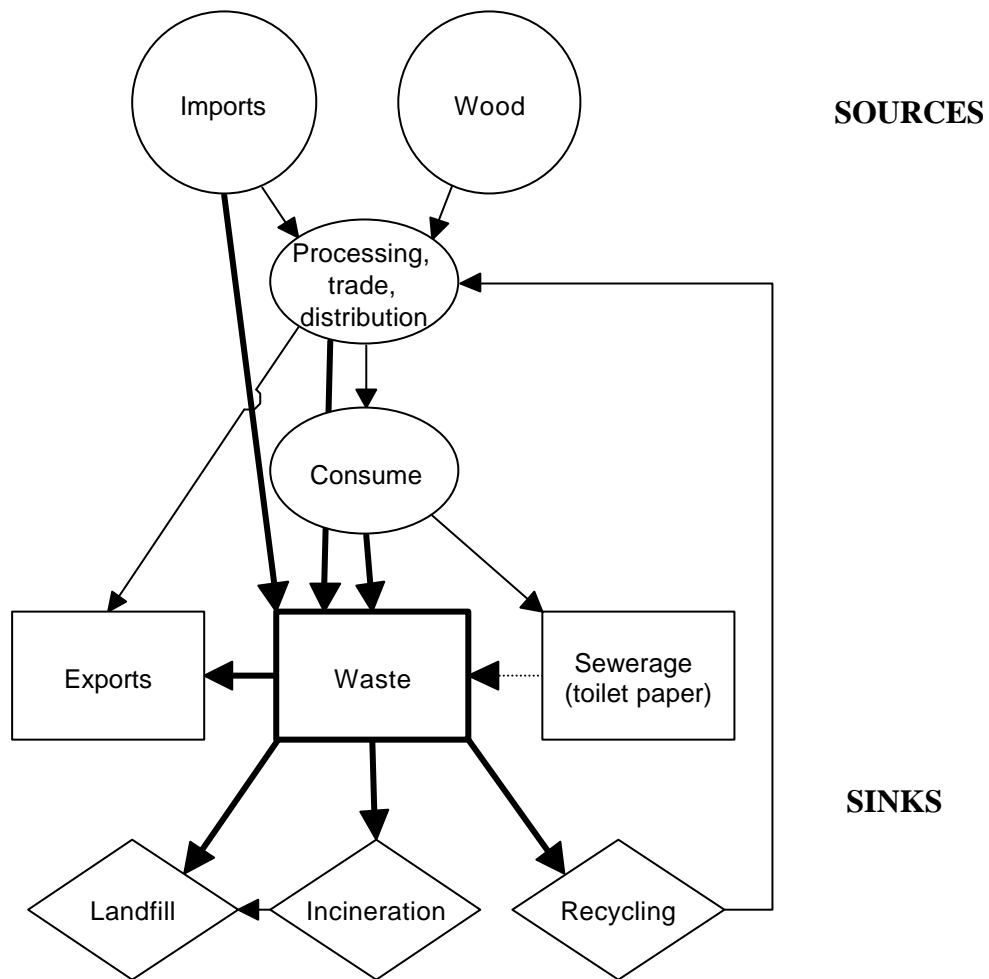 Imports
Wood
SOURCES
Processing,
trade,
distribution
Consume
Exports
Waste
Sewerage
(toilet paper)
SINKS
Landfill
Incineration
Recycling